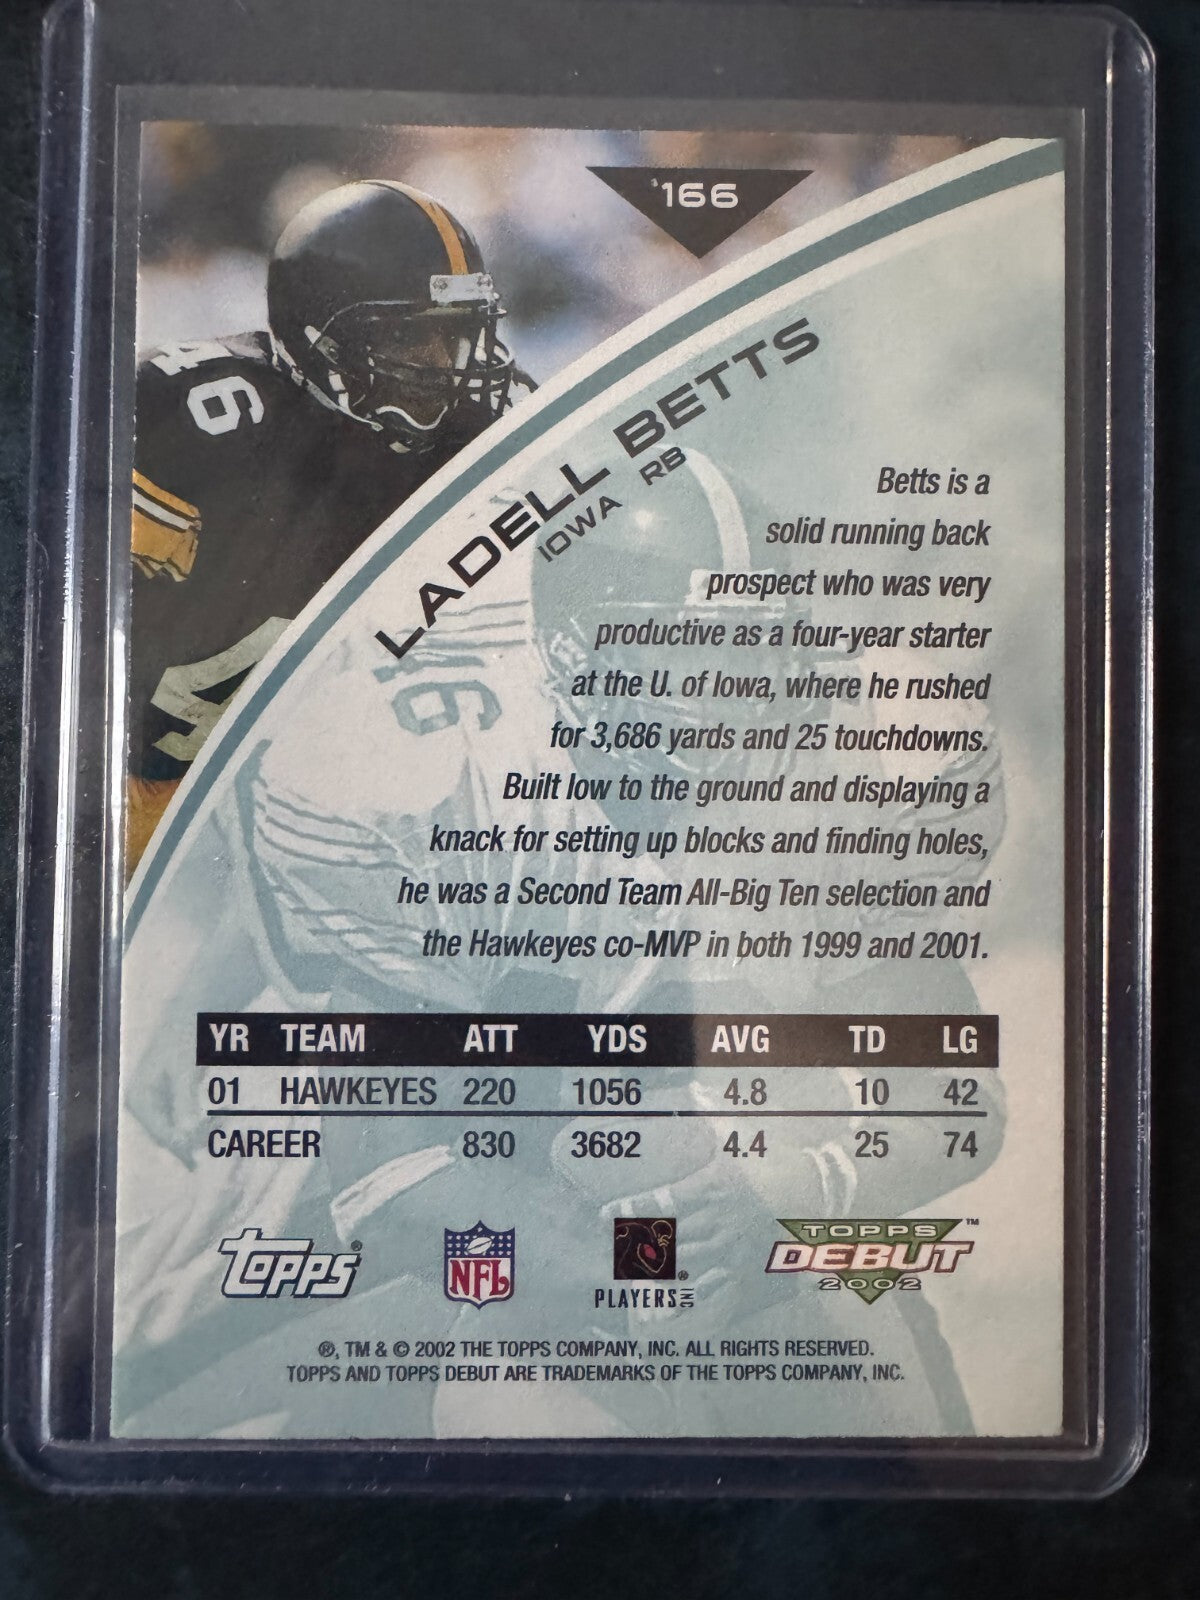 '166
LADELL BETTS
IOWA RB
46
46
Betts is a
solid running back
prospect who was very
productive as a four-year starter
at the U. of Iowa, where he rushed
for 3,686 yards and 25 touchdowns.
Built low to the ground and displaying a
knack for setting up blocks and finding holes,
he was a Second Team All-Big Ten selection and
the Hawkeyes co-MVP in both 1999 and 2001.
YR TEAM ATT YDS AVG TD LG
01 HAWKEYES 220 1056 4.8 10 42
CAREER 830 3682 4.4 25 74
Topps® NFL PLAYERS INC® TOPPS DEBUT™ 2002
®, TM & © 2002 THE TOPPS COMPANY, INC. ALL RIGHTS RESERVED.
TOPPS AND TOPPS DEBUT ARE TRADEMARKS OF THE TOPPS COMPANY, INC.